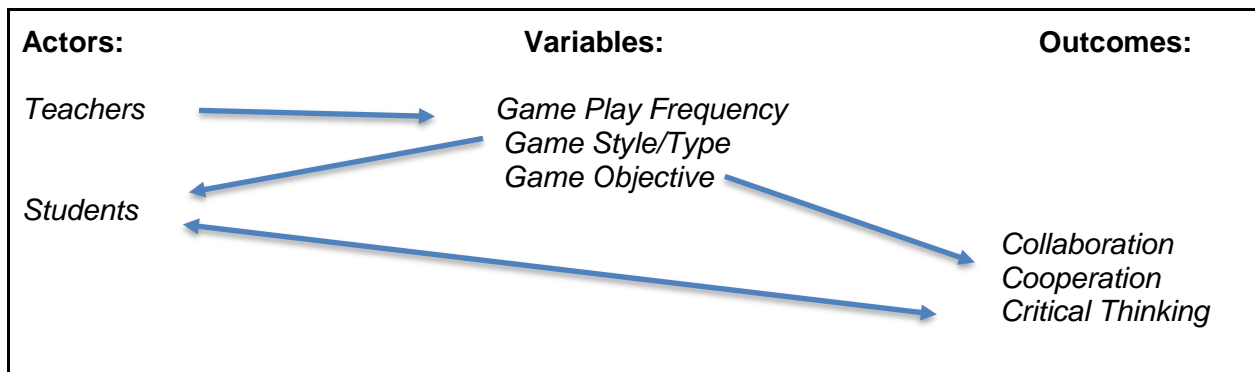 Actors: Variables: Outcomes:
Teachers Game Play Frequency
Game Style/Type
Game Objective
Students
Collaboration
Cooperation
Critical Thinking